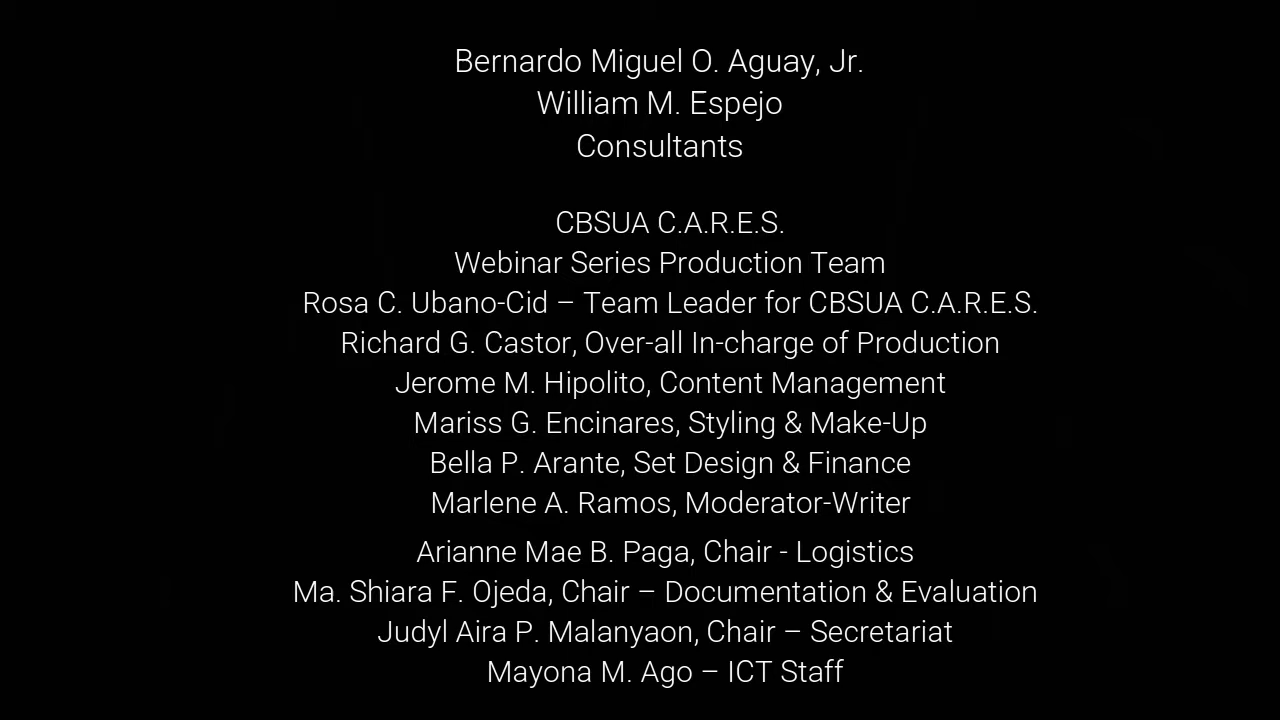 Bernardo Miguel O. Aguay, Jr.
William M. Espejo
Consultants
CBSUA C.A.R.E.S.
Webinar Series Production Team
Rosa C. Ubano-Cid – Team Leader for CBSUA C.A.R.E.S.
Richard G. Castor, Over-all In-charge of Production
Jerome M. Hipolito, Content Management
Mariss G. Encinares, Styling & Make-Up
Bella P. Arante, Set Design & Finance
Marlene A. Ramos, Moderator-Writer
Arianne Mae B. Paga, Chair - Logistics
Ma. Shiara F. Ojeda, Chair – Documentation & Evaluation
Judyl Aira P. Malanyaon, Chair – Secretariat
Mayona M. Ago – ICT Staff